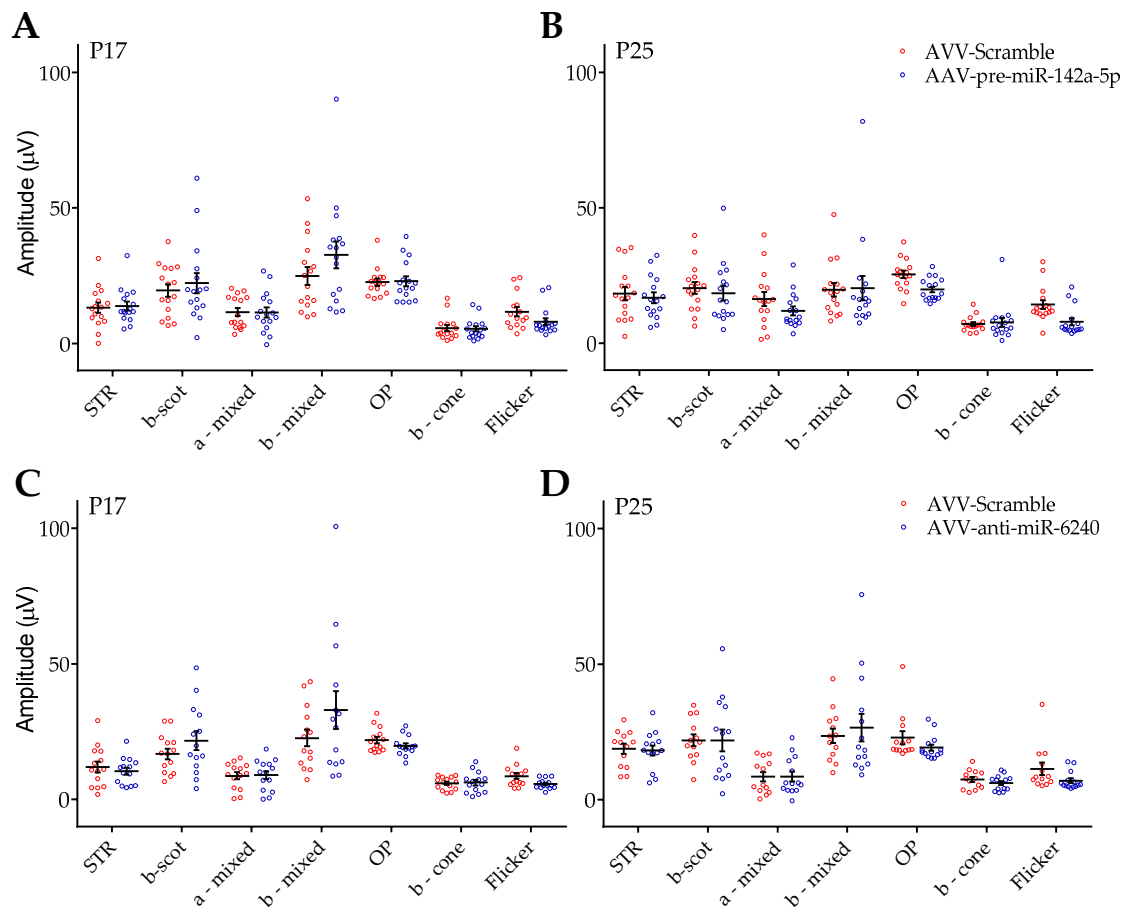 A
B
P17
P25
AVV-Scramble
AAV-pre-miR-142a-5p
Amplitude (μV)
100
50
0
100
50
0
STR
b-scot
a - mixed
b - mixed
OP
b - cone
Flicker
STR
b-scot
a - mixed
b - mixed
OP
b - cone
Flicker
C
D
P17
P25
AVV-Scramble
AVV-anti-miR-6240
Amplitude (μV)
100
50
0
100
50
0
STR
b-scot
a - mixed
b - mixed
OP
b - cone
Flicker
STR
b-scot
a - mixed
b - mixed
OP
b - cone
Flicker